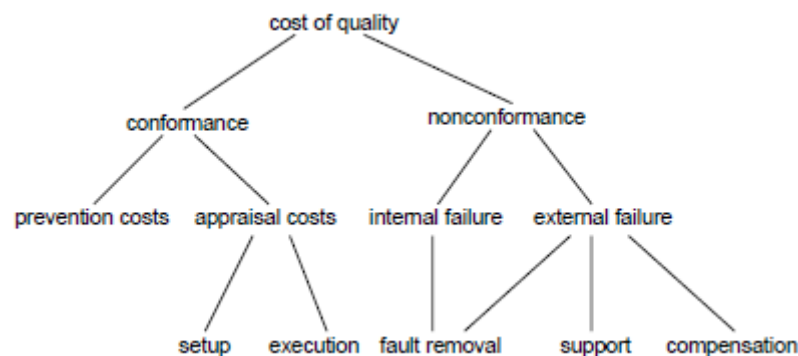 cost of quality
conformance
nonconformance
prevention costs
appraisal costs
internal failure
external failure
setup
execution
fault removal
support
compensation